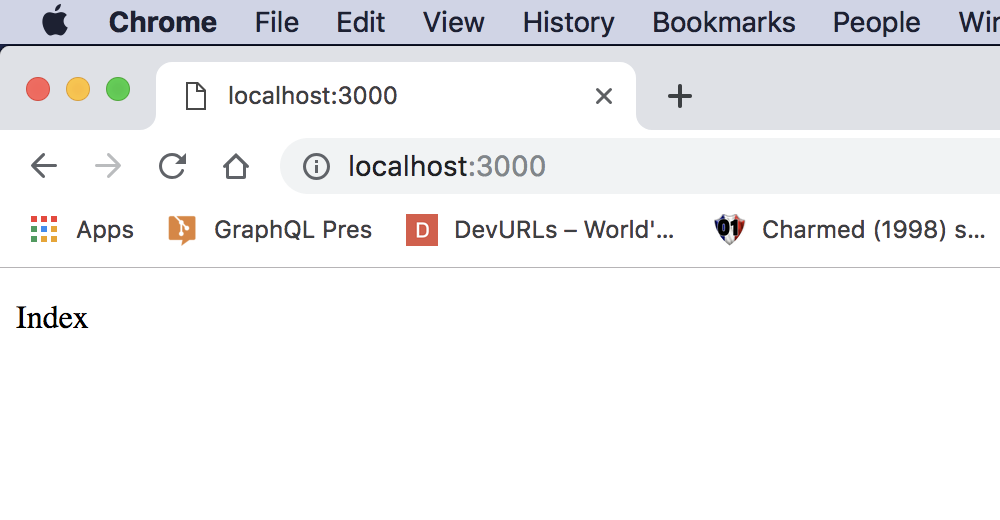 Chrome File Edit View History Bookmarks People Win
localhost:3000
localhost:3000
Apps GraphQL Pres D DevURLs – World'... 01 Charmed (1998) s...
Index